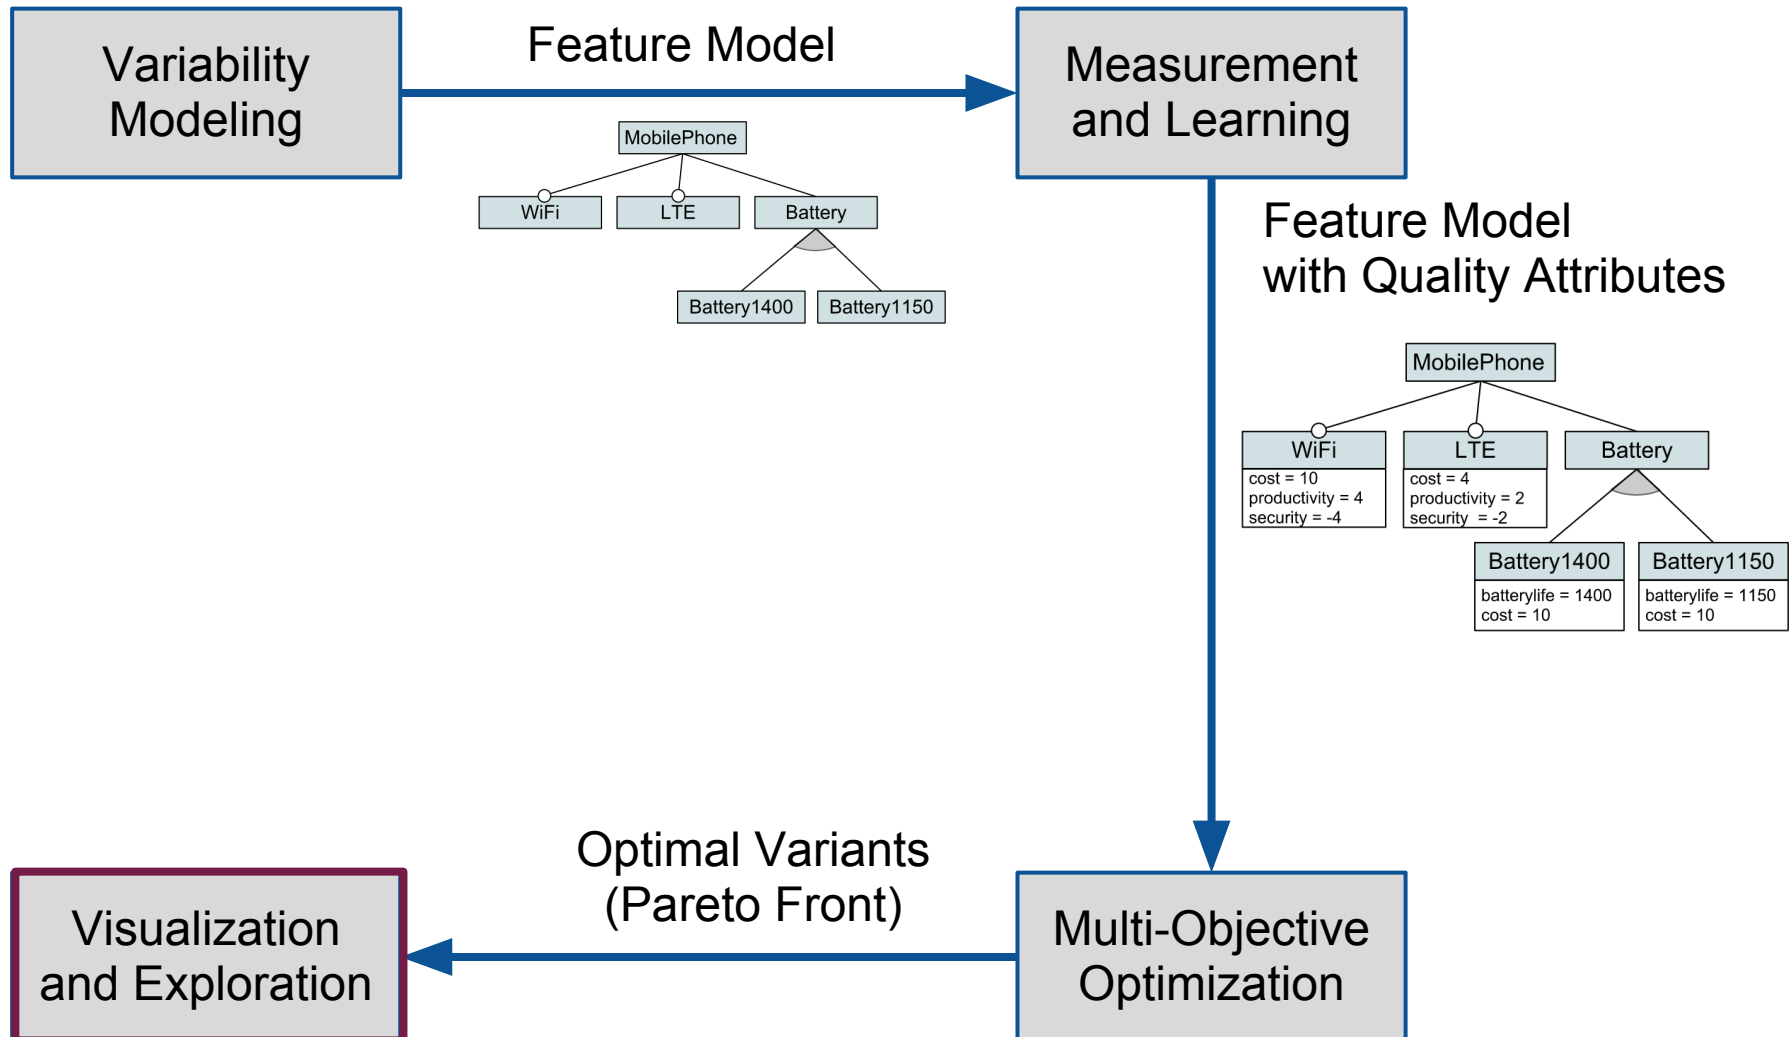 Variability
Modeling
Feature Model
Measurement
and Learning
MobilePhone
WiFi
LTE
Battery
Battery1400
Battery1150
Feature Model
with Quality Attributes
MobilePhone
WiFi
cost = 10
productivity = 4
security = -4
LTE
cost = 4
productivity = 2
security = -2
Battery
Battery1400
batterylife = 1400
cost = 10
Battery1150
batterylife = 1150
cost = 10
Optimal Variants
(Pareto Front)
Visualization
and Exploration
Multi-Objective
Optimization